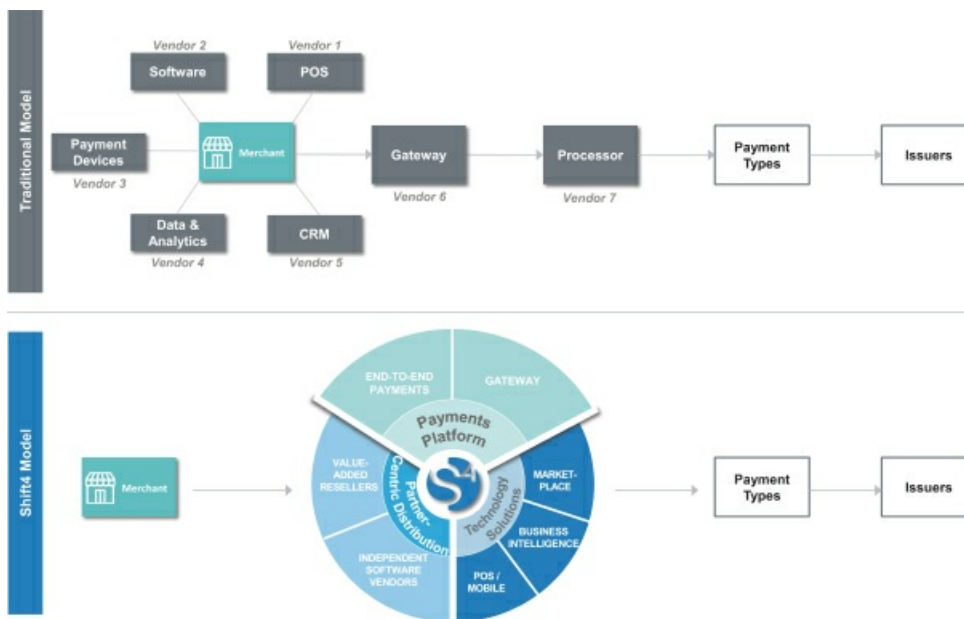 Traditional Model
Vendor 2
Software
Vendor 1
POS
Payment
Devices
Vendor 3
Merchant
Gateway
Vendor 6
Processor
Vendor 7
Payment
Types
Issuers
Data &
Analytics
Vendor 4
CRM
Vendor 5
Shift4 Model
Merchant
END-TO-END
PAYMENTS
GATEWAY
Payments
Platform
VALUE-
ADDED
RESELLERS
Partner-
Centric Distribution
INDEPENDENT
SOFTWARE
VENDORS
S4
Technology
Solutions
MARKET-
PLACE
BUSINESS
INTELLIGENCE
POS /
MOBILE
Payment
Types
Issuers